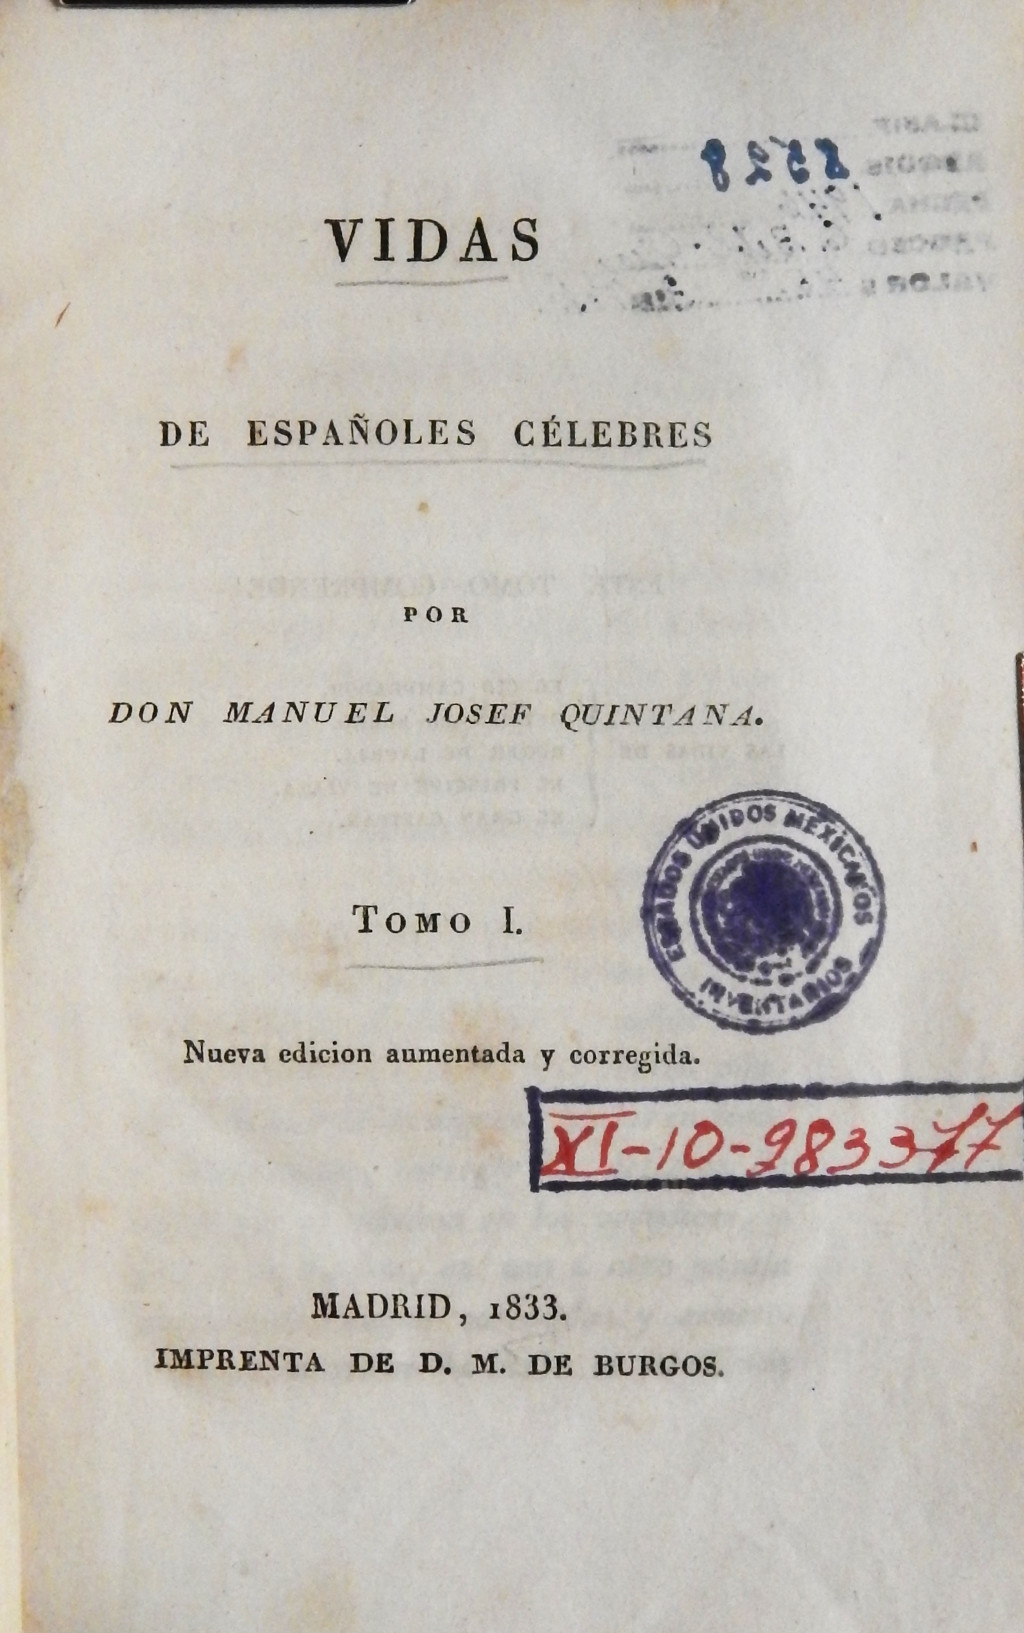 VIDAS
DE ESPAÑOLES CÉLEBRES
POR
DON MANUEL JOSEF QUINTANA.
TOMO I.
ESTADOS UNIDOS MEXICANOS
INVENTARIOS
Nueva edicion aumentada y corregida.
XI-10-983377
MADRID, 1833.
IMPRENTA DE D. M. DE BURGOS.